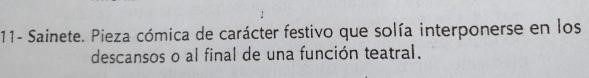 11- Sainete. Pieza cómica de carácter festivo que solía interponerse en los
descansos o al final de una función teatral.